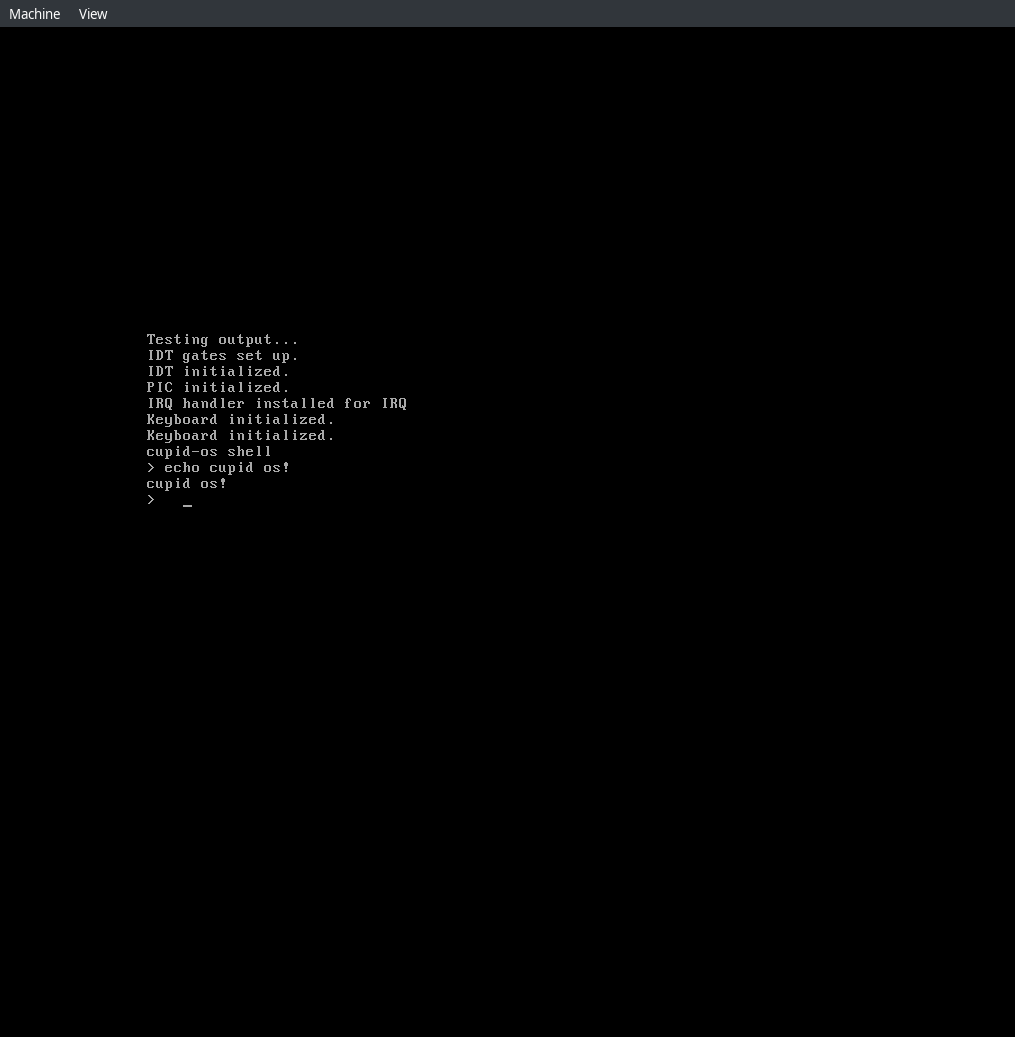 Machine View
Testing output...
IDT gates set up.
IDT initialized.
PIC initialized.
IRQ handler installed for IRQ
Keyboard initialized.
Keyboard initialized.
cupid-os shell
> echo cupid os!
cupid os!
>   _